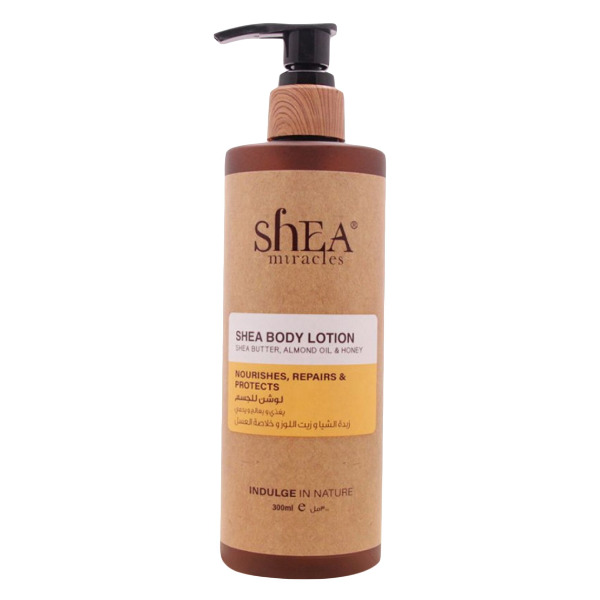 ShEA®
miracles
SHEA BODY LOTION
SHEA BUTTER, ALMOND OIL & HONEY
NOURISHES, REPAIRS &
PROTECTS
لوشن للجسم
يغذي و يعالج و يحمي
زبدة الشيا و زيت اللوز و خلاصة العسل
INDULGE IN NATURE
300ml e ٣٠٠مل